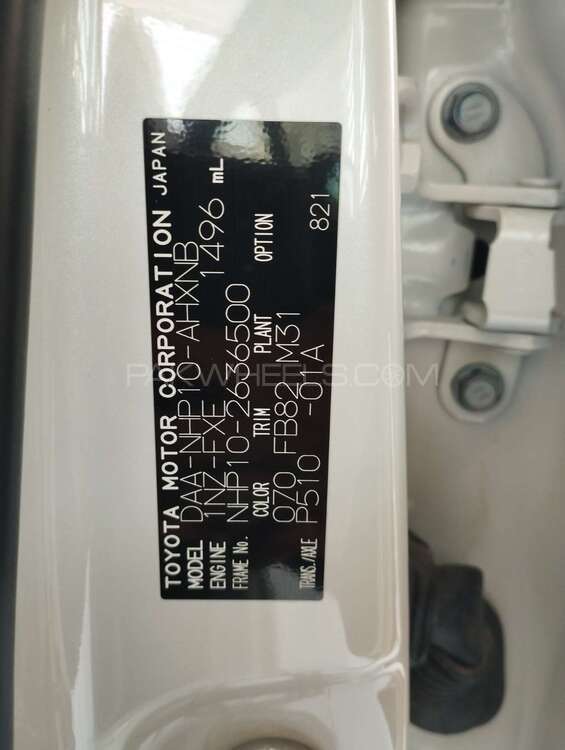 TOYOTA MOTOR CORPORATION JAPAN
MODEL DAA-NHP10-AHXNB
ENGINE 1NZ-FXE 1496 mL
FRAME No. NHP10-2636500
COLOR TRIM PLANT OPTION
070 FB82 M31 821
TRANS./AXLE P510 -01A
PAKWHEELS.COM